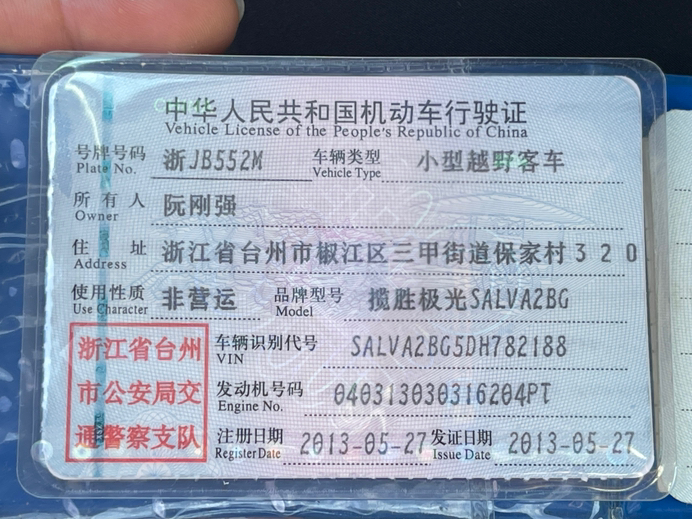 中华人民共和国机动车行驶证
Vehicle License of the People's Republic of China
号牌号码 浙JB552M 车辆类型 小型越野客车
Plate No. Vehicle Type
所有人 阮刚强
Owner
住址 浙江省台州市椒江区三甲街道保家村320
Address
使用性质 非营运 品牌型号 揽胜极光SALVA2BG
Use Character Model
浙江省台州
市公安局交
通警察支队
车辆识别代号 SALVA2BG5DH782188
VIN
发动机号码 040313030316204PT
Engine No.
注册日期 2013-05-27 发证日期 2013-05-27
Register Date Issue Date